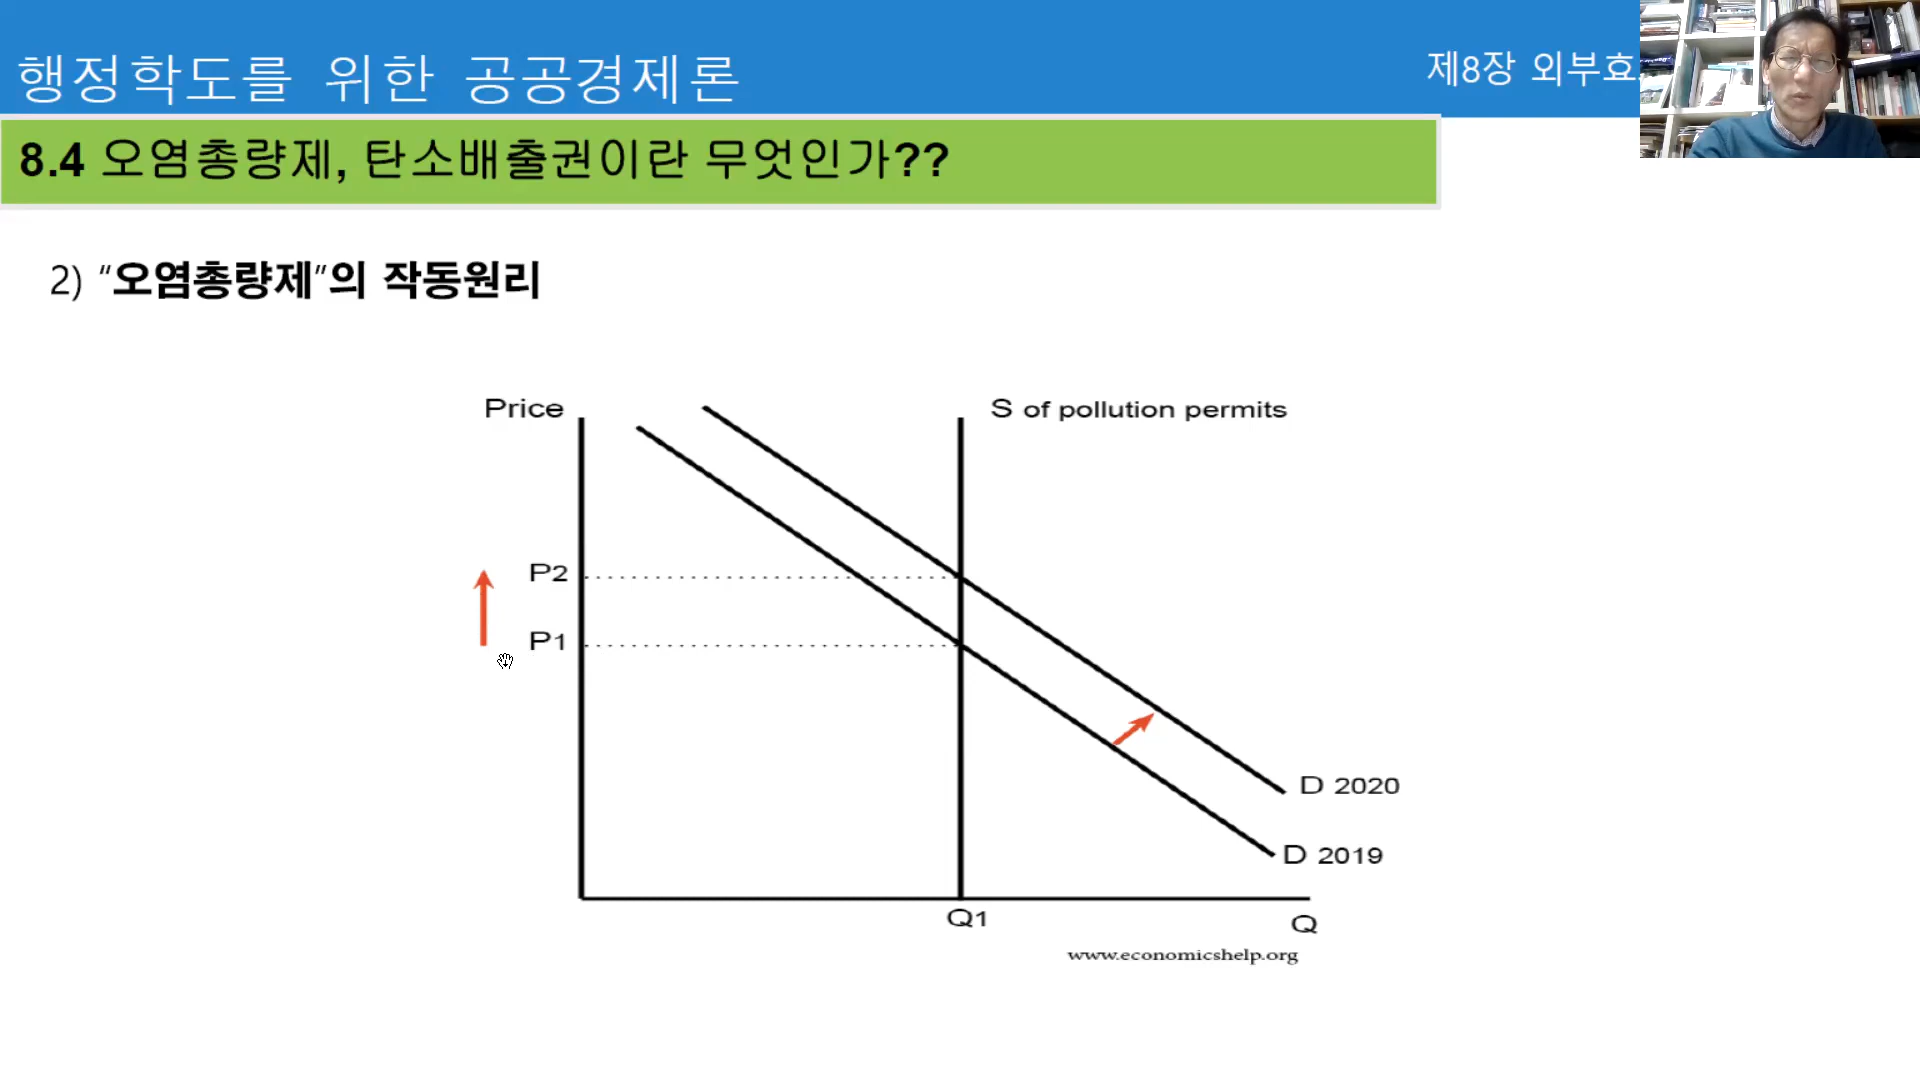 행정학도를 위한 공공경제론
제8장 외부효
8.4 오염총량제, 탄소배출권이란 무엇인가??
2) “오염총량제”의 작동원리
Price
S of pollution permits
P2
P1
D 2020
D 2019
Q1
Q
www.economicshelp.org